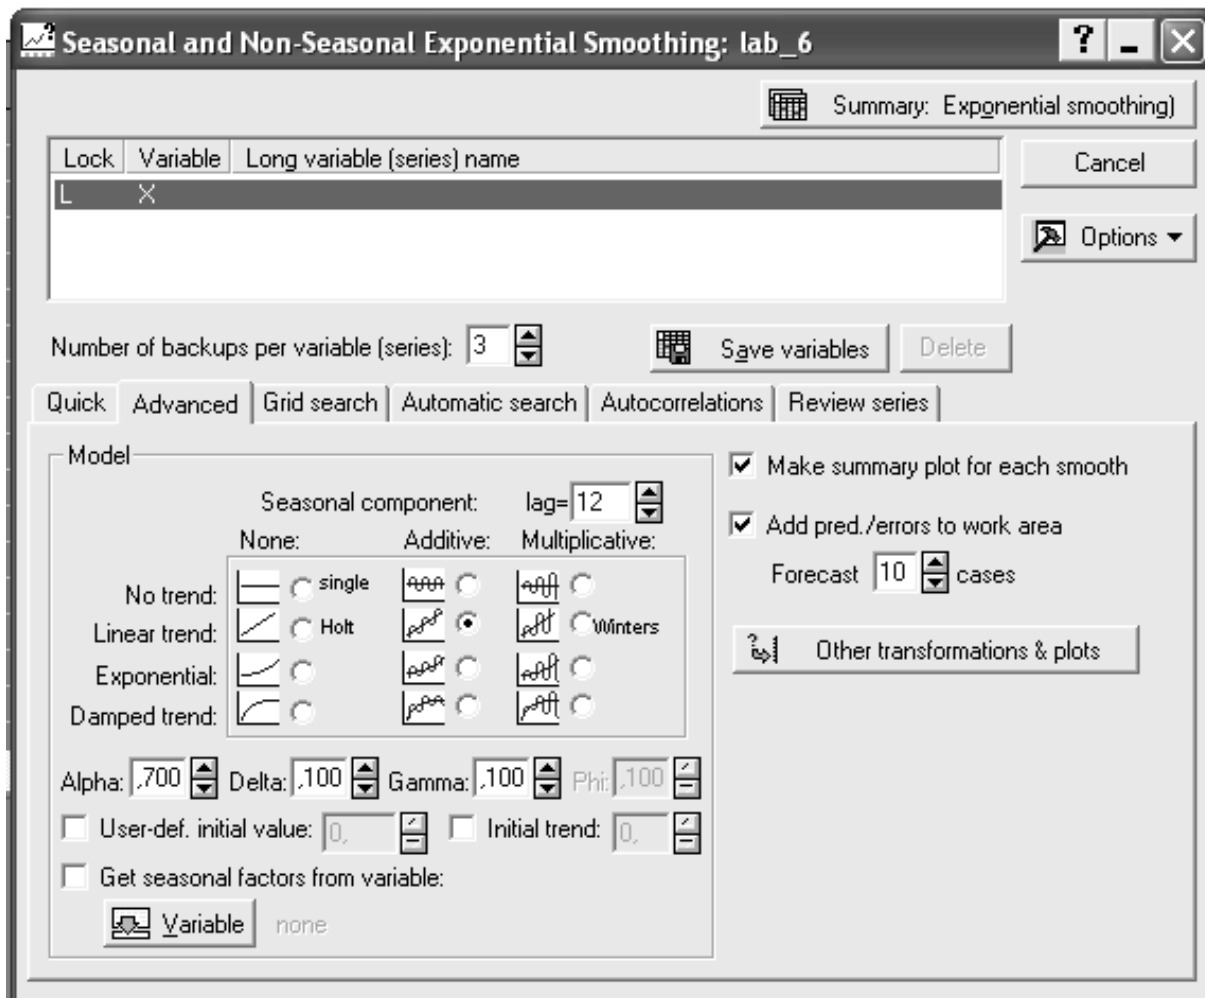 Seasonal and Non-Seasonal Exponential Smoothing: lab_6
Summary: Exponential smoothing)
Lock Variable Long variable (series) name
Cancel
L X
Options
Number of backups per variable (series): 3 Save variables Delete
Quick Advanced Grid search Automatic search Autocorrelations Review series
Model
Make summary plot for each smooth
Seasonal component: lag= 12
Add pred./errors to work area
None: Additive: Multiplicative:
Forecast 10 cases
No trend: single
Linear trend: Holt Winters
Other transformations & plots
Exponential:
Damped trend:
Alpha: ,700 Delta: ,100 Gamma: ,100 Phi: ,100
User-def. initial value: 0, Initial trend: 0,
Get seasonal factors from variable:
Variable none